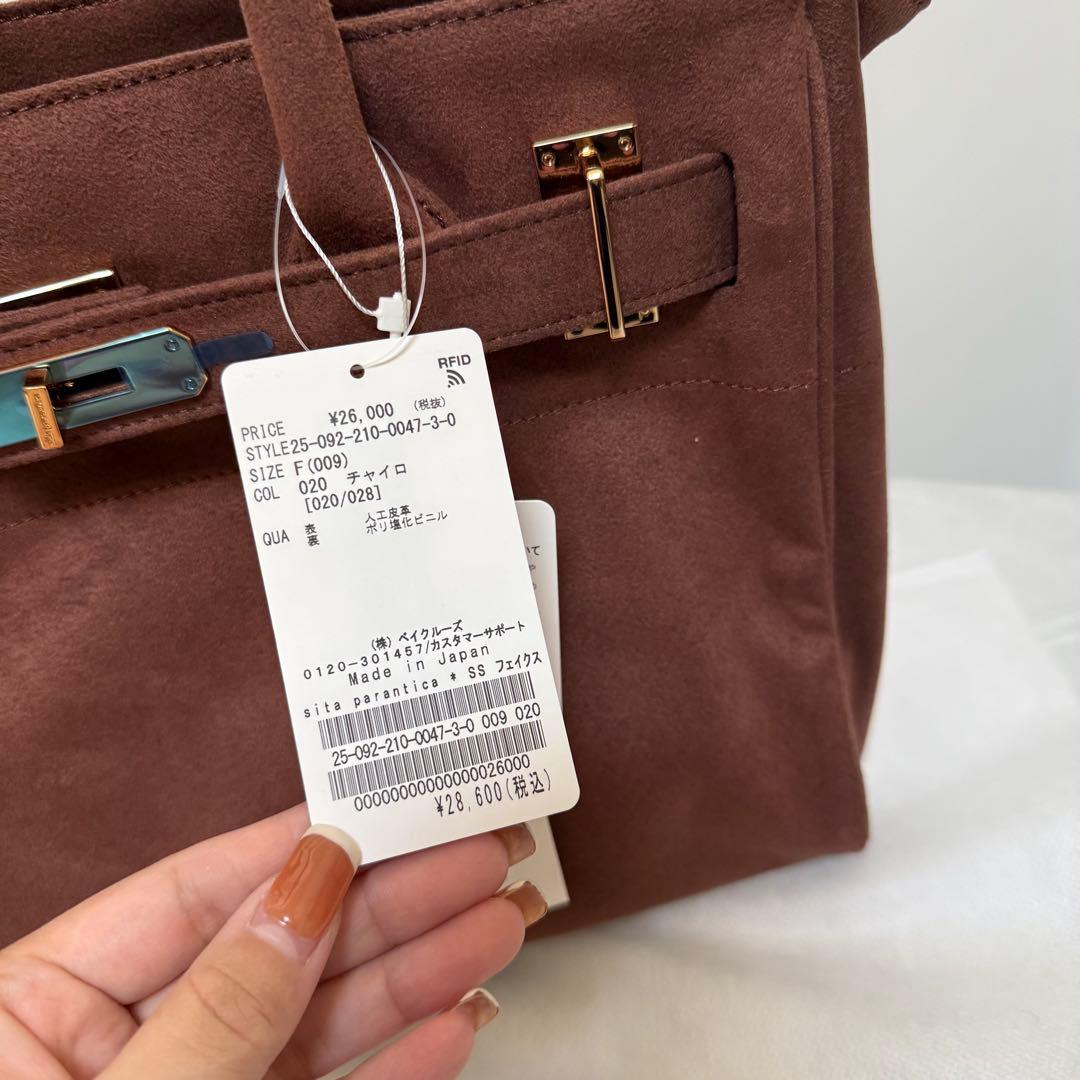 RFID
PRICE ¥26,000 (税抜)
STYLE25-092-210-0047-3-0
SIZE F(009)
COL 020 チャイロ
[020/028]
QUA 表 人工皮革
裏 ポリ塩化ビニル
(株)ベイクルーズ
0120-301457/カスタマーサポート
Made in Japan
sita parantica * SS フェイクス
25-092-210-0047-3-0 009 020
0000000000000026000
¥28,600(税込)
いて
や